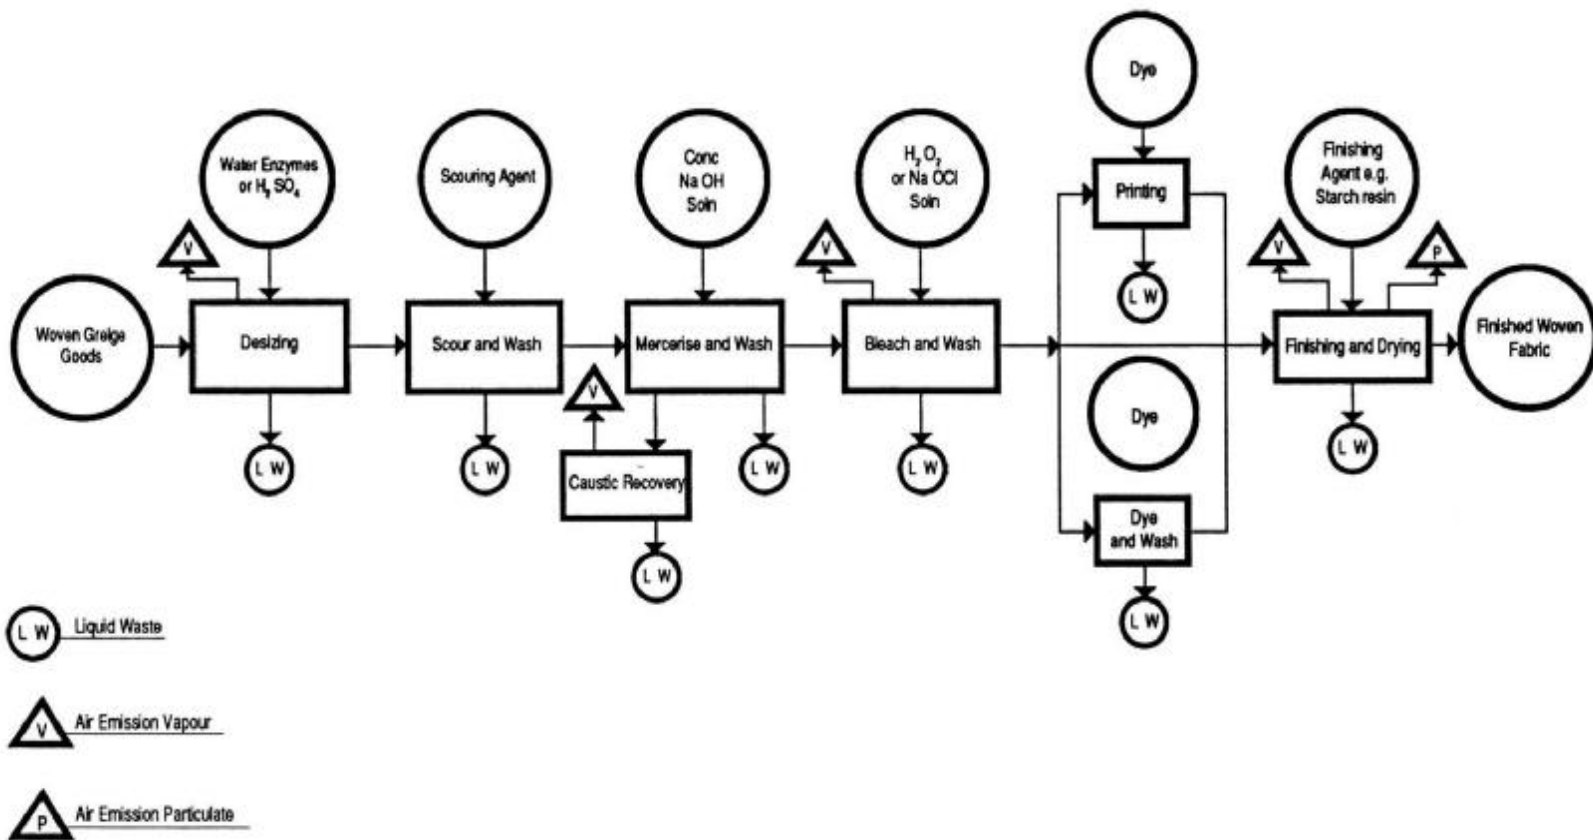 Dye
Water Enzymes
or H₂ SO₄
Scouring Agent
Conc
Na OH
Soln
H₂ O₂
or Na OCl
Soln
Finishing
Agent e.g.
Starch resin
Printing
V
V
V
P
L W
Woven Greige
Goods
Desizing
Scour and Wash
Mercerise and Wash
Bleach and Wash
Finishing and Drying
Finished Woven
Fabric
V
Dye
L W
L W
Caustic Recovery
L W
L W
L W
Dye
and Wash
L W
L W
L W Liquid Waste
V Air Emission Vapour
P Air Emission Particulate